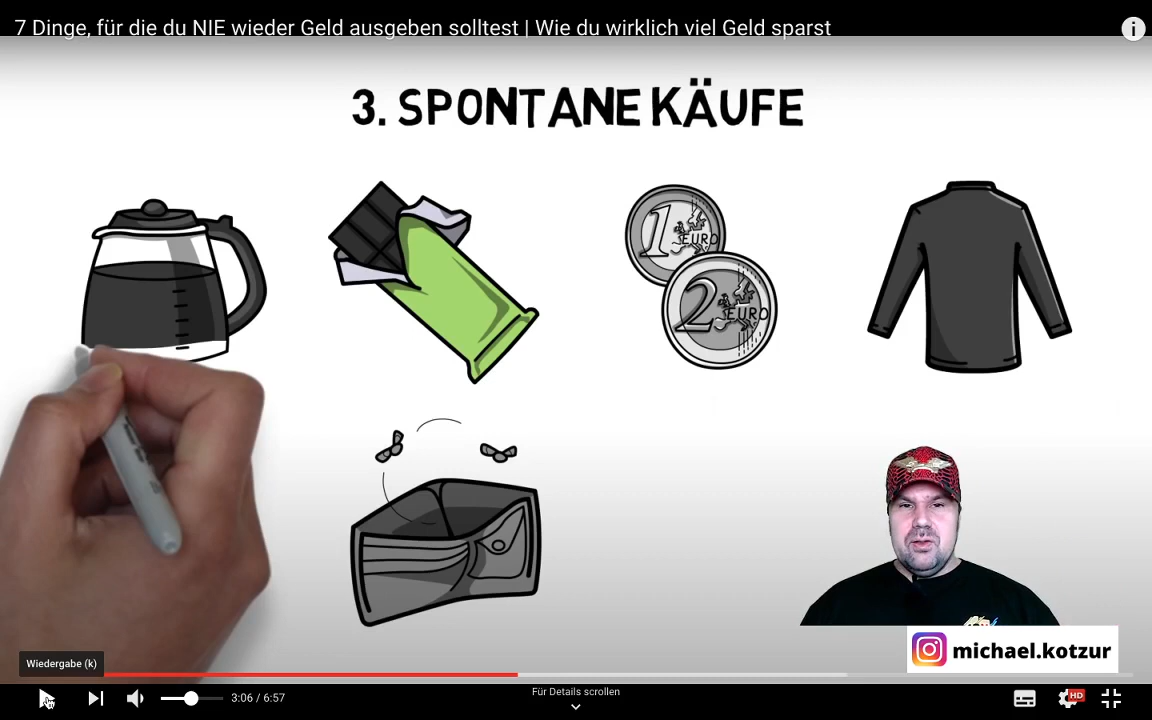 7 Dinge, für die du NIE wieder Geld ausgeben solltest | Wie du wirklich viel Geld sparst
3. SPONTANE KÄUFE
1 EURO
2 EURO
michael.kotzur
Wiedergabe (k)
3:06 / 6:57
Für Details scrollen
HD